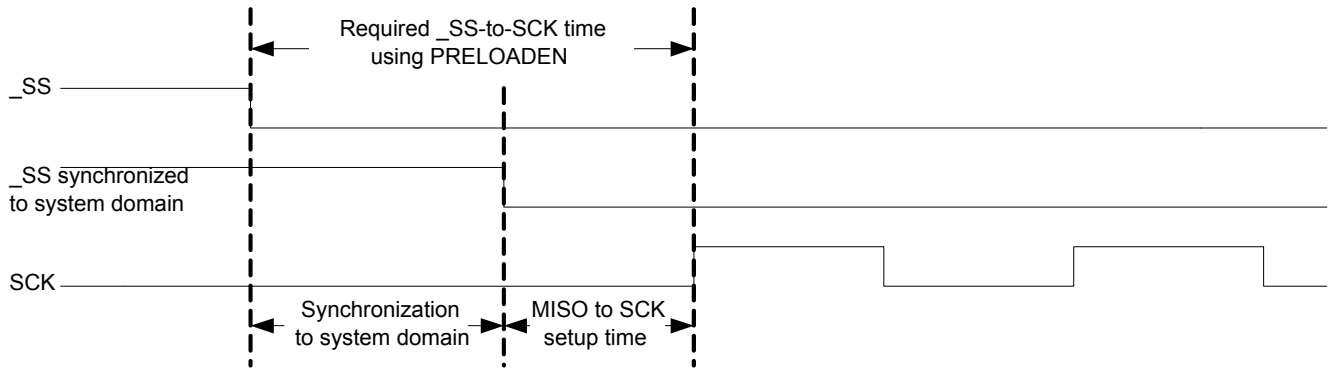 Required _SS-to-SCK time
using PRELOADEN
_SS
_SS synchronized
to system domain
SCK
Synchronization
to system domain
MISO to SCK
setup time